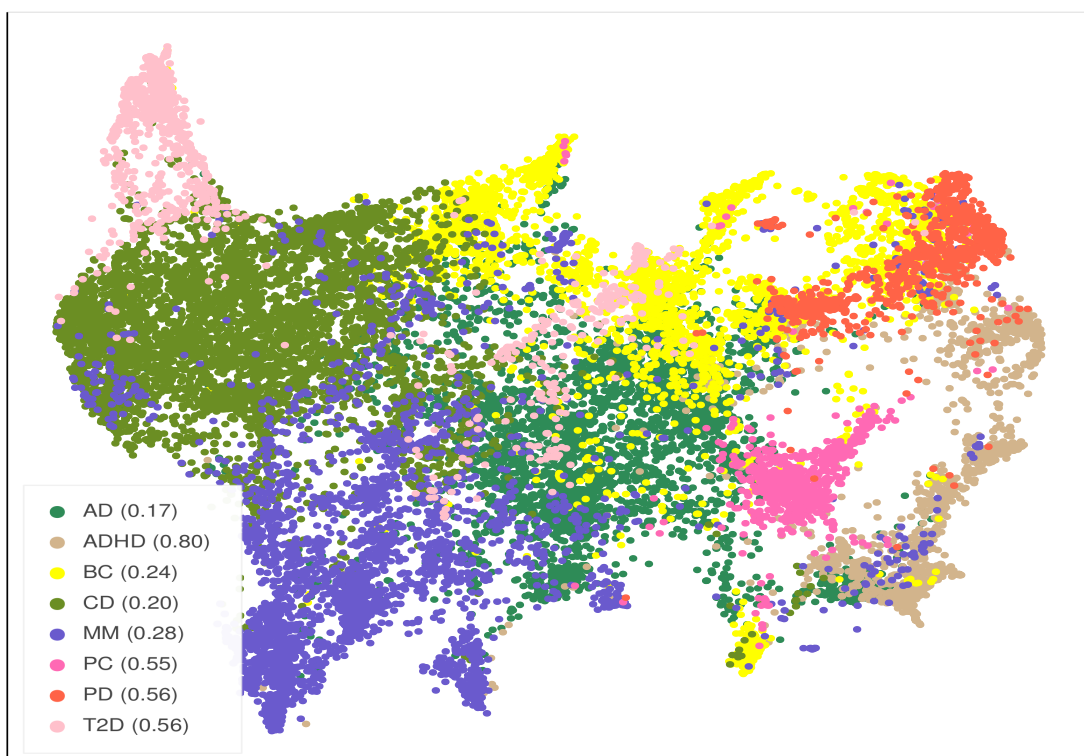 AD (0.17)
ADHD (0.80)
BC (0.24)
CD (0.20)
MM (0.28)
PC (0.55)
PD (0.56)
T2D (0.56)